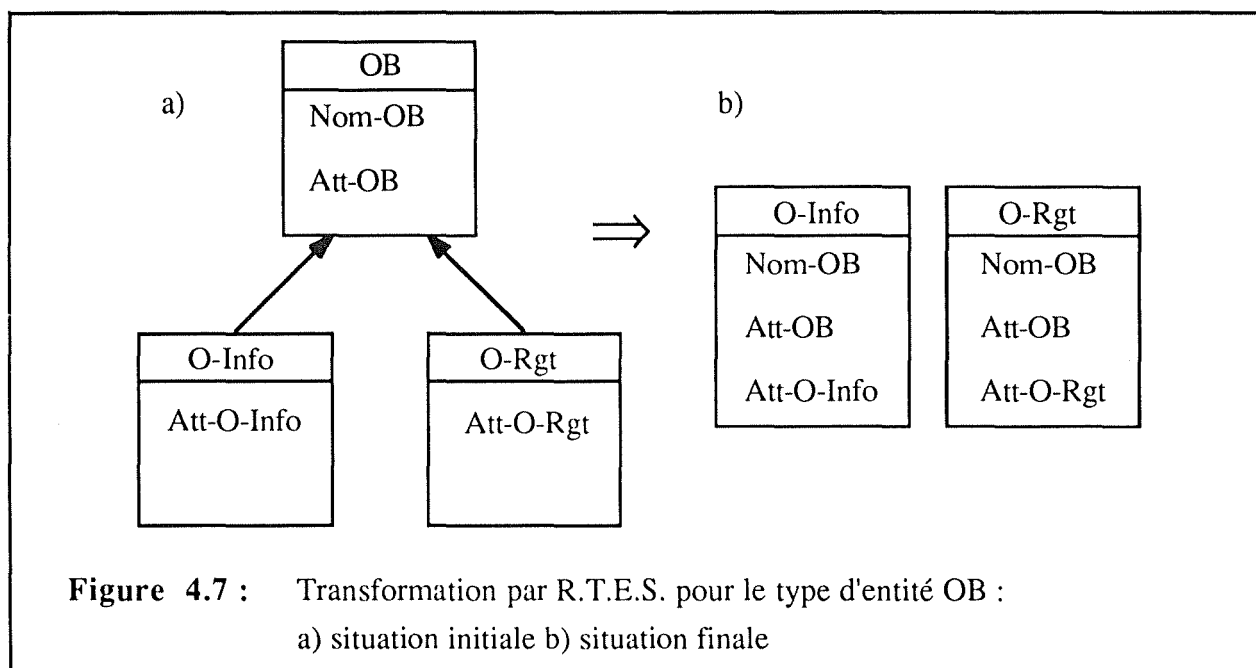 a)
OB
Nom-OB
Att-OB
O-Info
Att-O-Info
O-Rgt
Att-O-Rgt
b)
O-Info
Nom-OB
Att-OB
Att-O-Info
O-Rgt
Nom-OB
Att-OB
Att-O-Rgt
Figure 4.7 : Transformation par R.T.E.S. pour le type d'entité OB :
a) situation initiale b) situation finale